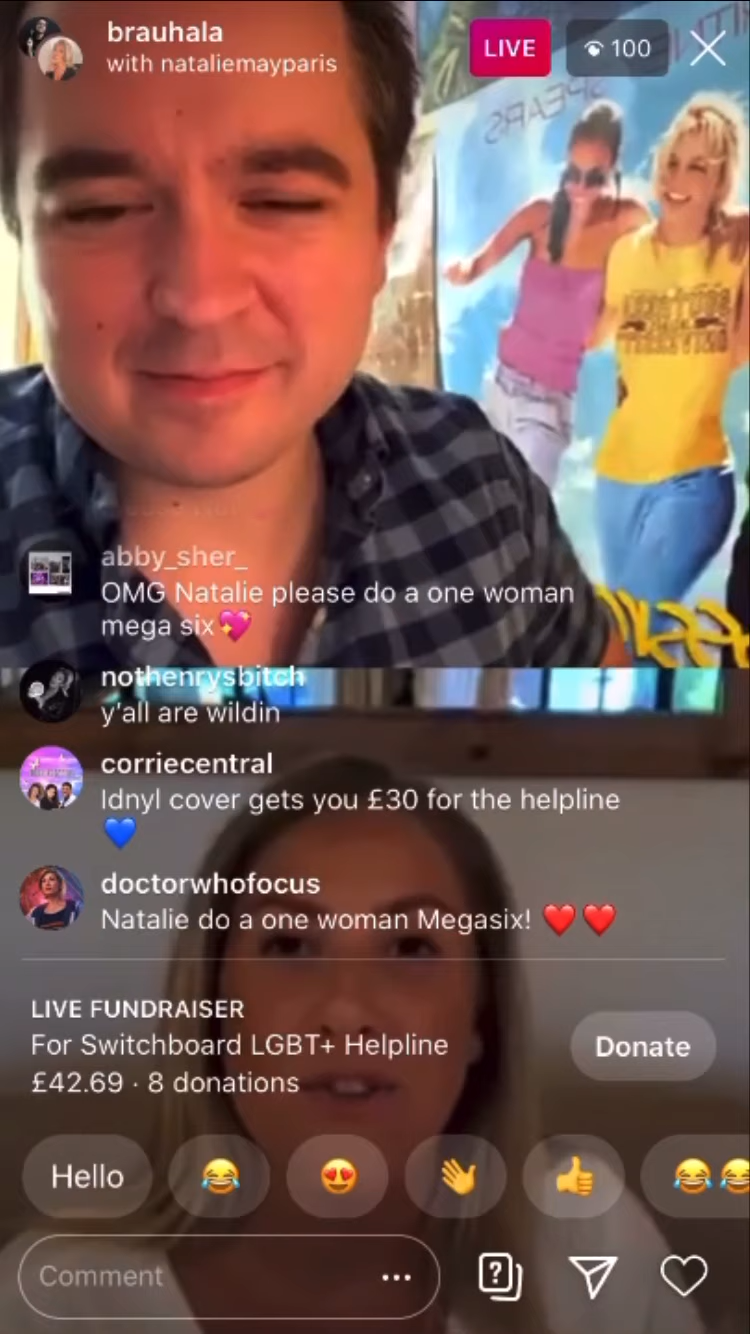 brauhala
with nataliemayparis
LIVE
100
SPEARS
abby_sher_
OMG Natalie please do a one woman
mega six💖
nothenrysbitch
y'all are wildin
corriecentral
ldnyl cover gets you £30 for the helpline
💙
doctorwhofocus
Natalie do a one woman Megasix! ❤️❤️
LIVE FUNDRAISER
For Switchboard LGBT+ Helpline
£42.69 · 8 donations
Donate
Hello
😂
😍
👋
👍
😂😂
Comment